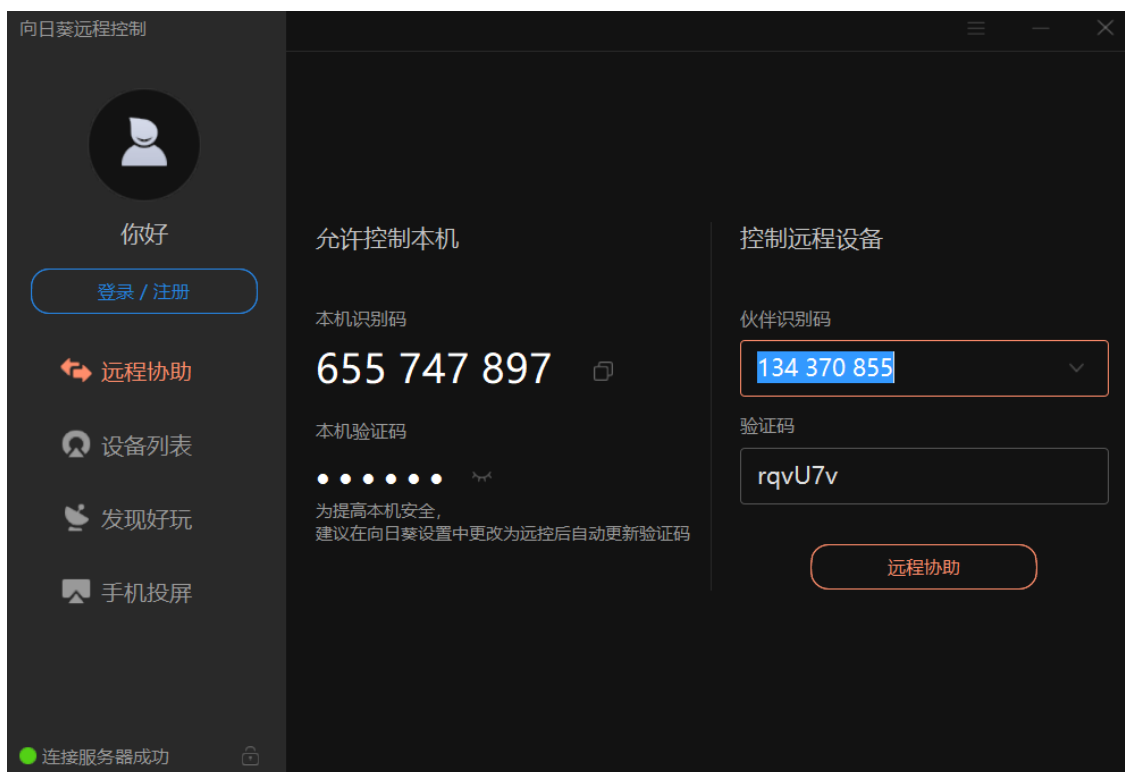 向日葵远程控制
你好
登录 / 注册
远程协助
设备列表
发现好玩
手机投屏
连接服务器成功
允许控制本机
本机识别码
655 747 897
本机验证码
为提高本机安全，
建议在向日葵设置中更改为远控后自动更新验证码
控制远程设备
伙伴识别码
134 370 855
验证码
rqvU7v
远程协助